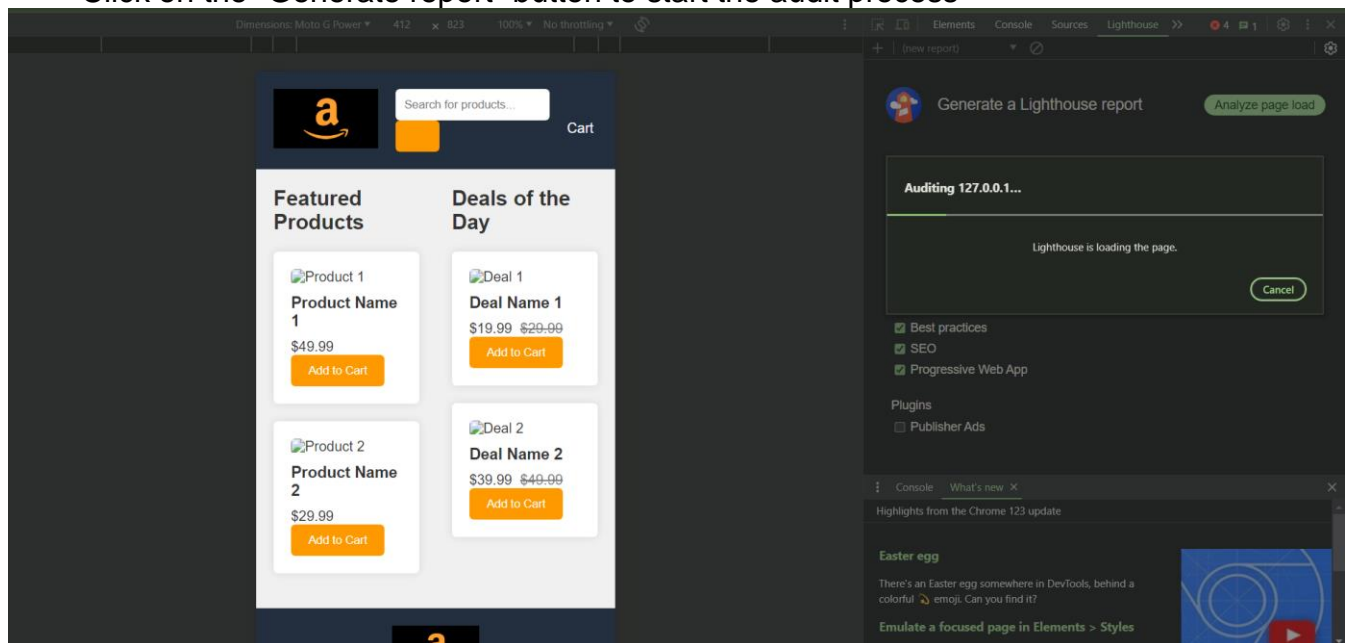 Click on the "Generate report" button to start the audit process
Dimensions: Moto G Power ▾ 412 x 823 100% ▾ No throttling ▾
Elements Console Sources Lighthouse >> 4 1
+ (new report) ▾
Search for products...
Cart
Generate a Lighthouse report
Analyze page load
Featured
Products
Deals of the
Day
Auditing 127.0.0.1...
Lighthouse is loading the page.
Cancel
Product 1
Product Name
1
$49.99
Add to Cart
Deal 1
Deal Name 1
$19.99 $29.99
Add to Cart
Product 2
Product Name
2
$29.99
Add to Cart
Deal 2
Deal Name 2
$39.99 $49.99
Add to Cart
Best practices
SEO
Progressive Web App
Plugins
Publisher Ads
Console What's new ×
Highlights from the Chrome 123 update
Easter egg
There's an Easter egg somewhere in DevTools, behind a
colorful 💫 emoji. Can you find it?
Emulate a focused page in Elements > Styles